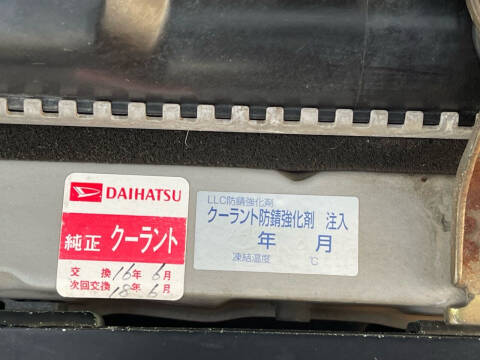 DAIHATSU
純正 クーラント
交 換 16年 6月
次回交換 18年 6月
LLC防錆強化剤
クーラント防錆強化剤 注入
年 月
凍結温度 ℃